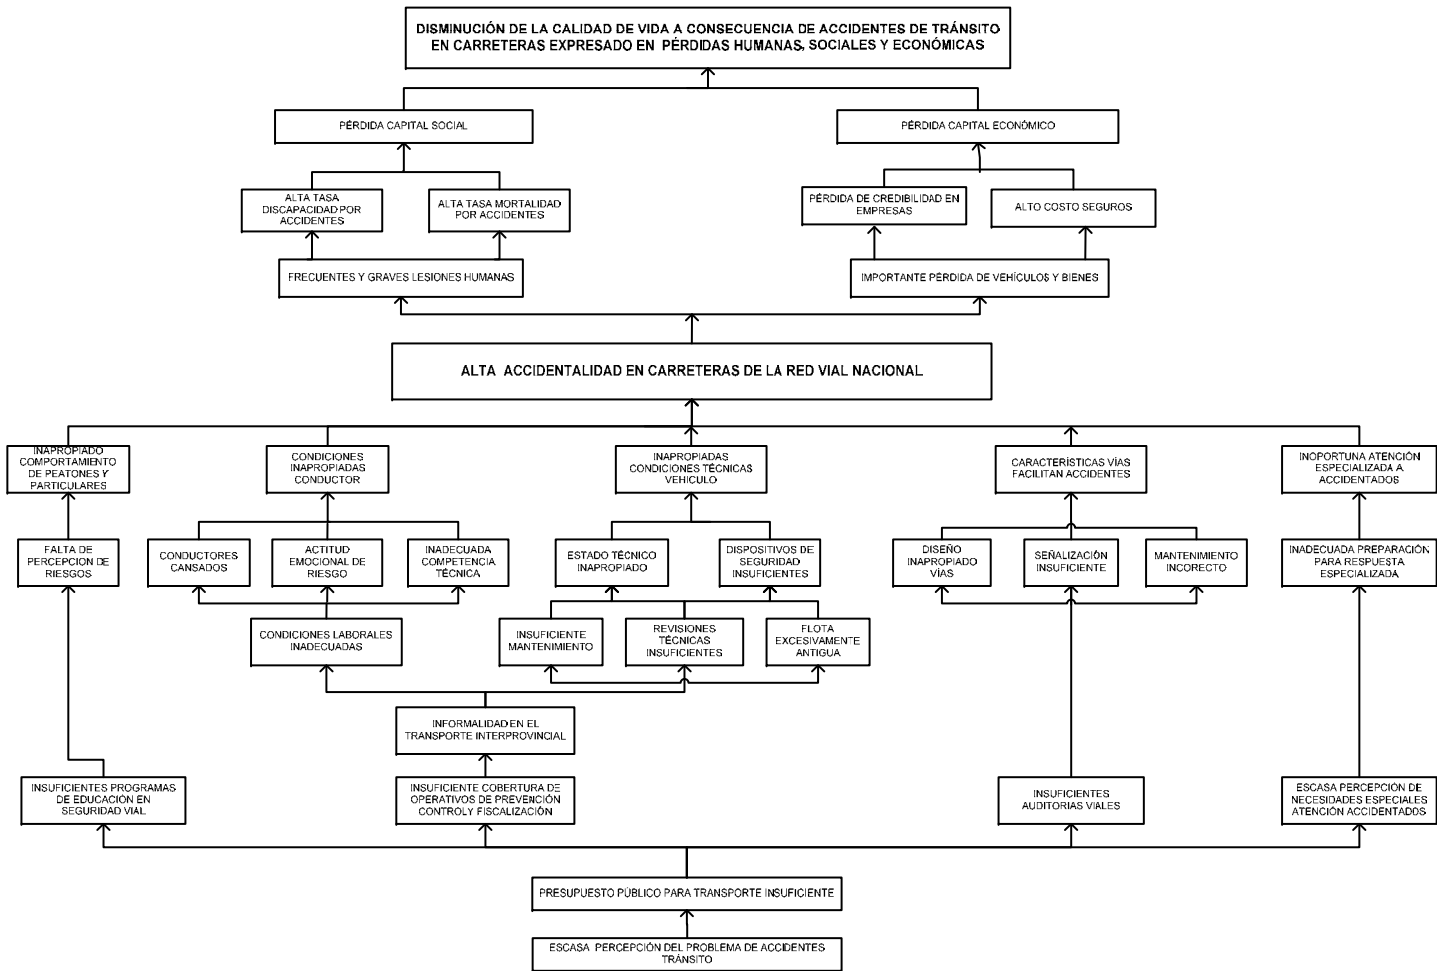 DISMINUCIÓN DE LA CALIDAD DE VIDA A CONSECUENCIA DE ACCIDENTES DE TRÁNSITO
EN CARRETERAS EXPRESADO EN PÉRDIDAS HUMANAS, SOCIALES Y ECONÓMICAS
PÉRDIDA CAPITAL SOCIAL
PÉRDIDA CAPITAL ECONÓMICO
ALTA TASA
DISCAPACIDAD POR
ACCIDENTES
ALTA TASA MORTALIDAD
POR ACCIDENTES
PÉRDIDA DE CREDIBILIDAD EN
EMPRESAS
ALTO COSTO SEGUROS
FRECUENTES Y GRAVES LESIONES HUMANAS
IMPORTANTE PÉRDIDA DE VEHÍCULOS Y BIENES
ALTA ACCIDENTALIDAD EN CARRETERAS DE LA RED VIAL NACIONAL
INAPROPIADO
COMPORTAMIENTO
DE PEATONES Y
PARTICULARES
CONDICIONES
INAPROPIADAS
CONDUCTOR
INAPROPIADAS
CONDICIONES TÉCNICAS
VEHÍCULO
CARACTERÍSTICAS VÍAS
FACILITAN ACCIDENTES
INOPORTUNA ATENCIÓN
ESPECIALIZADA A
ACCIDENTADOS
FALTA DE
PERCEPCION DE
RIESGOS
CONDUCTORES
CANSADOS
ACTITUD
EMOCIONAL DE
RIESGO
INADECUADA
COMPETENCIA
TÉCNICA
ESTADO TÉCNICO
INAPROPIADO
DISPOSITIVOS DE
SEGURIDAD
INSUFICIENTES
DISEÑO
INAPROPIADO
VÍAS
SEÑALIZACIÓN
INSUFICIENTE
MANTENIMIENTO
INCORECTO
INADECUADA PREPARACIÓN
PARA RESPUESTA
ESPECIALIZADA
CONDICIONES LABORALES
INADECUADAS
INSUFICIENTE
MANTENIMIENTO
REVISIONES
TÉCNICAS
INSUFICIENTES
FLOTA
EXCESIVAMENTE
ANTIGUA
INFORMALIDAD EN EL
TRANSPORTE INTERPROVINCIAL
INSUFICIENTES PROGRAMAS
DE EDUCACIÓN EN
SEGURIDAD VIAL
INSUFICIENTE COBERTURA DE
OPERATIVOS DE PREVENCIÓN
CONTROL Y FISCALIZACIÓN
INSUFICIENTES
AUDITORIAS VIALES
ESCASA PERCEPCIÓN DE
NECESIDADES ESPECIALES
ATENCIÓN ACCIDENTADOS
PRESUPUESTO PÚBLICO PARA TRANSPORTE INSUFICIENTE
ESCASA PERCEPCIÓN DEL PROBLEMA DE ACCIDENTES
TRÁNSITO